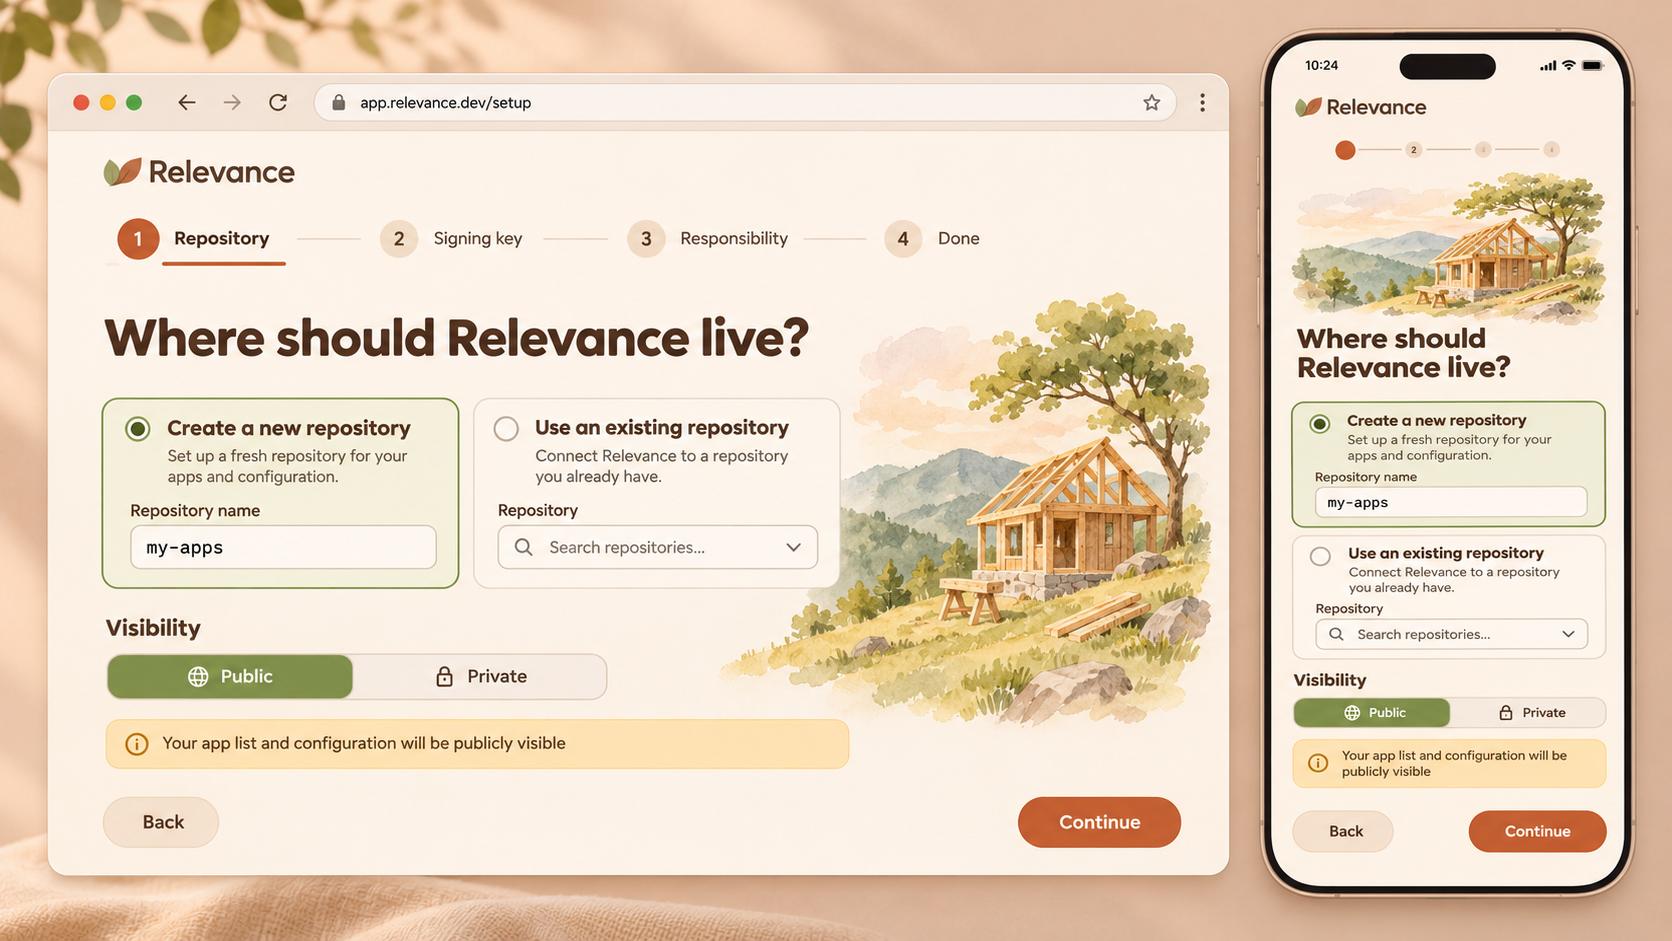 app.relevance.dev/setup
Relevance
1 Repository
2 Signing key
3 Responsibility
4 Done
Where should Relevance live?
Create a new repository
Set up a fresh repository for your
apps and configuration.
Repository name
my-apps
Use an existing repository
Connect Relevance to a repository
you already have.
Repository
Search repositories...
Visibility
Public
Private
Your app list and configuration will be publicly visible
Back
Continue
10:24
Relevance
2
Where should
Relevance live?
Create a new repository
Set up a fresh repository for your
apps and configuration.
Repository name
my-apps
Use an existing repository
Connect Relevance to a repository
you already have.
Repository
Search repositories...
Visibility
Public
Private
Your app list and configuration will be
publicly visible
Back
Continue